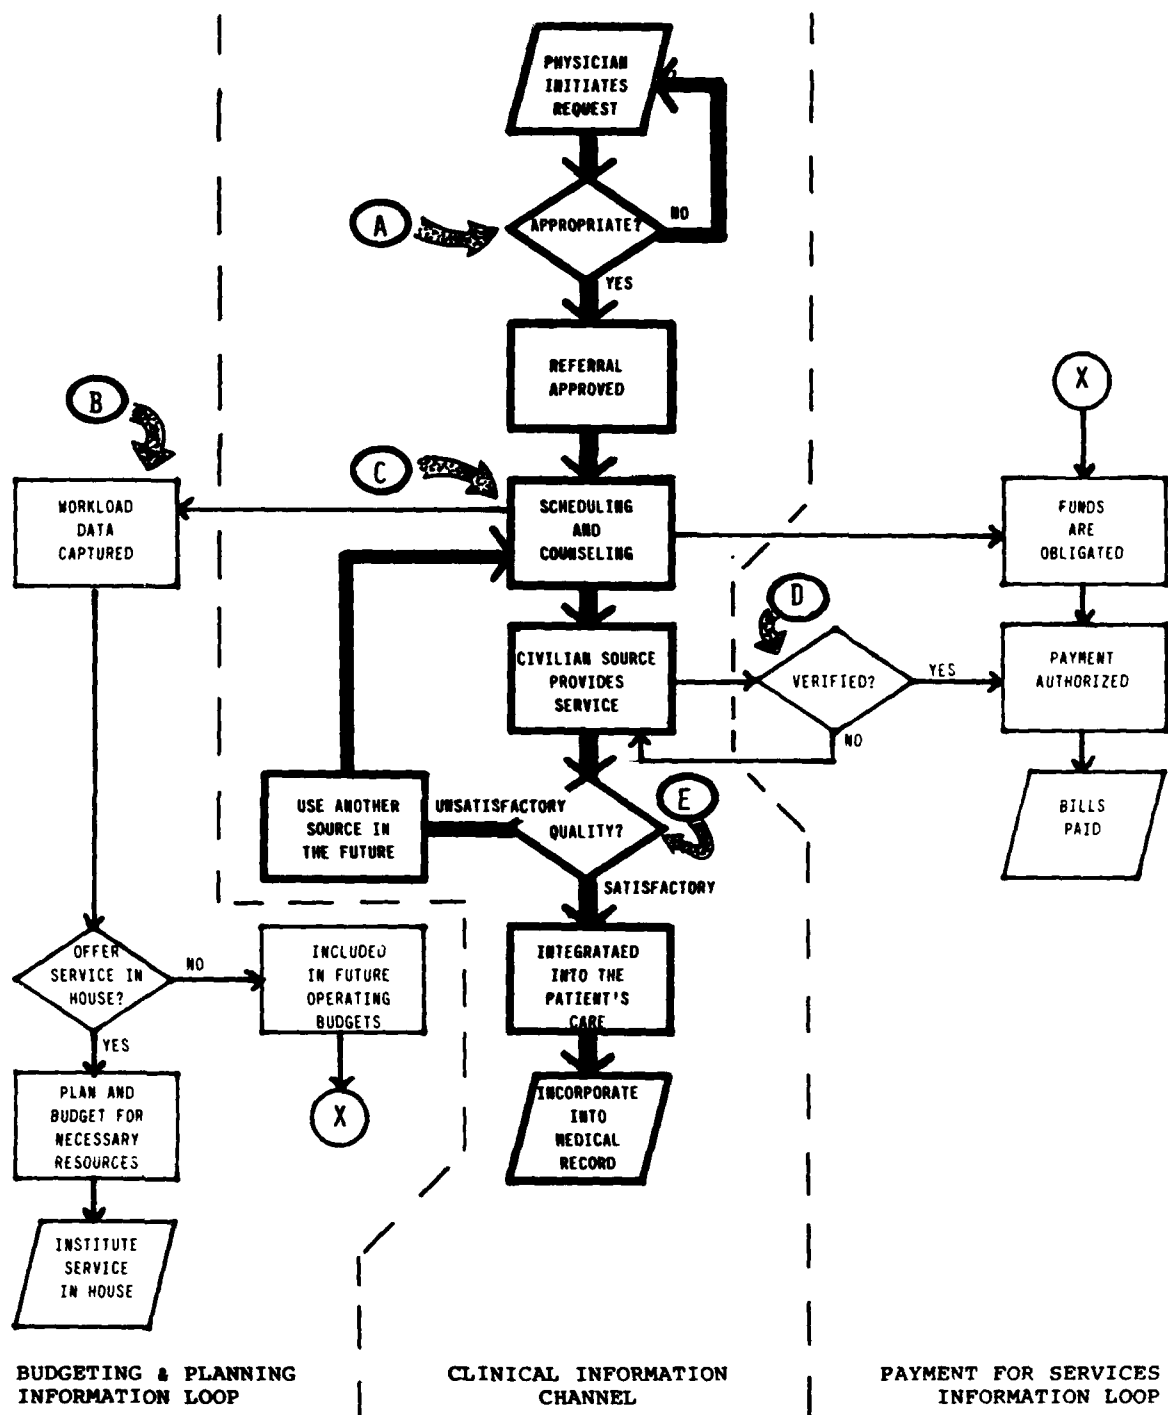 PHYSICIAN
INITIATES
REQUEST
A
APPROPRIATE?
NO
YES
REFERRAL
APPROVED
B
C
X
WORKLOAD
DATA
CAPTURED
SCHEDULING
AND
COUNSELING
FUNDS
ARE
OBLIGATED
D
CIVILIAN SOURCE
PROVIDES
SERVICE
VERIFIED?
YES
NO
PAYMENT
AUTHORIZED
USE ANOTHER
SOURCE IN
THE FUTURE
UNSATISFACTORY
QUALITY?
E
BILLS
PAID
SATISFACTORY
OFFER
SERVICE IN
HOUSE?
NO
YES
INCLUDED
IN FUTURE
OPERATING
BUDGETS
INTEGRATAED
INTO THE
PATIENT'S
CARE
PLAN AND
BUDGET FOR
NECESSARY
RESOURCES
X
INCORPORATE
INTO
MEDICAL
RECORD
INSTITUTE
SERVICE
IN HOUSE
BUDGETING & PLANNING
INFORMATION LOOP
CLINICAL INFORMATION
CHANNEL
PAYMENT FOR SERVICES
INFORMATION LOOP